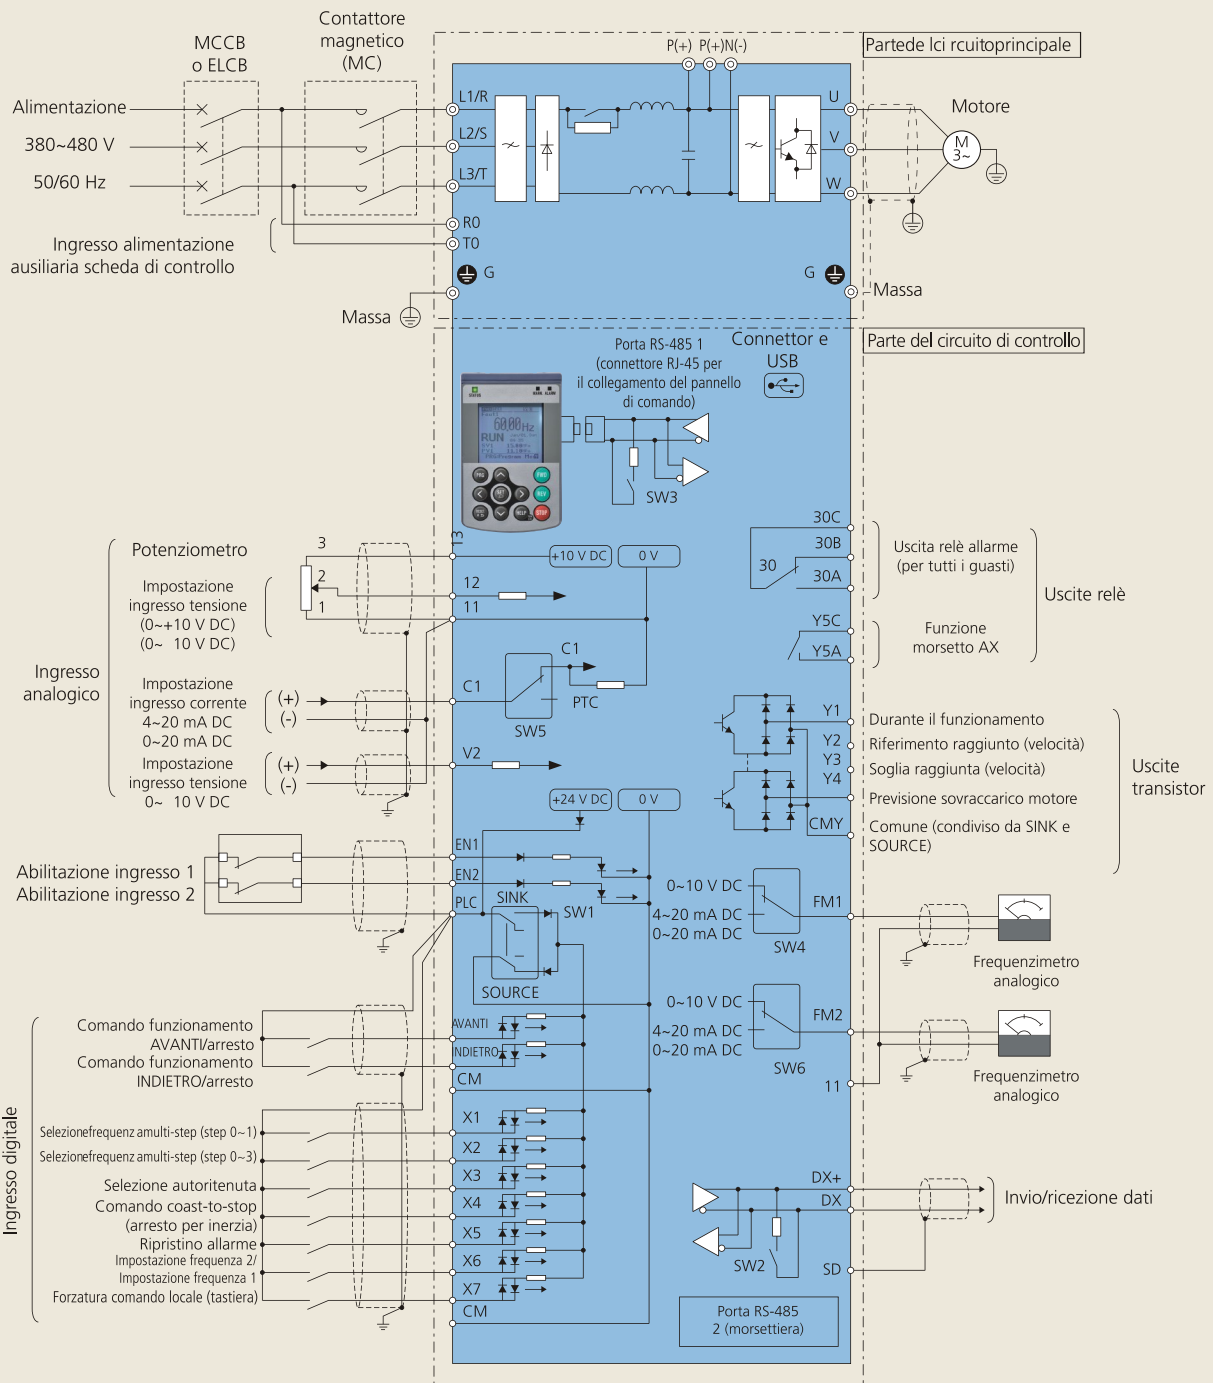 Contattore
magnetico
(MC)
MCCB
o ELCB
P(+) P(+)N(-)
Partede lci rcuitoprincipale
Alimentazione
380~480 V
50/60 Hz
L1/R
L2/S
L3/T
R0
T0
U
V
W
Motore
M
3~
Ingresso alimentazione
ausiliaria scheda di controllo
G
G
Massa
Massa
Parte del circuito di controllo
Porta RS-485 1
(connettore RJ-45 per
il collegamento del pannello
di comando)
Connettor e
USB
60.00 Hz
RUN
PRG
FWD
SET
REV
HELP
STOP
SW3
13
+10 V DC
0 V
Potenziometro
3
2
1
12
11
Impostazione
ingresso tensione
(0~+10 V DC)
(0~ 10 V DC)
Ingresso
analogico
Impostazione
ingresso corrente
4~20 mA DC
0~20 mA DC
(+)
(-)
C1
C1
PTC
SW5
Impostazione
ingresso tensione
0~ 10 V DC
(+)
(-)
V2
30C
30B
30
30A
Uscita relè allarme
(per tutti i guasti)
Uscite relè
Y5C
Y5A
Funzione
morsetto AX
Y1
Y2
Y3
Y4
CMY
Durante il funzionamento
Riferimento raggiunto (velocità)
Soglia raggiunta (velocità)
Previsione sovraccarico motore
Comune (condiviso da SINK e
SOURCE)
Uscite
transistor
+24 V DC
0 V
Abilitazione ingresso 1
Abilitazione ingresso 2
EN1
EN2
PLC
SINK
SW1
SOURCE
0~10 V DC
4~20 mA DC
0~20 mA DC
FM1
SW4
Frequenzimetro
analogico
0~10 V DC
4~20 mA DC
0~20 mA DC
FM2
SW6
11
Frequenzimetro
analogico
Ingresso digitale
Comando funzionamento
AVANTI/arresto
Comando funzionamento
INDIETRO/arresto
AVANTI
INDIETRO
CM
Selezionefrequenz amulti-step (step 0~1)
Selezionefrequenz amulti-step (step 0~3)
Selezione autoritenuta
Comando coast-to-stop
(arresto per inerzia)
Ripristino allarme
Impostazione frequenza 2/
Impostazione frequenza 1
Forzatura comando locale (tastiera)
X1
X2
X3
X4
X5
X6
X7
CM
DX+
DX
SW2
SD
Invio/ricezione dati
Porta RS-485
2 (morsettiera)